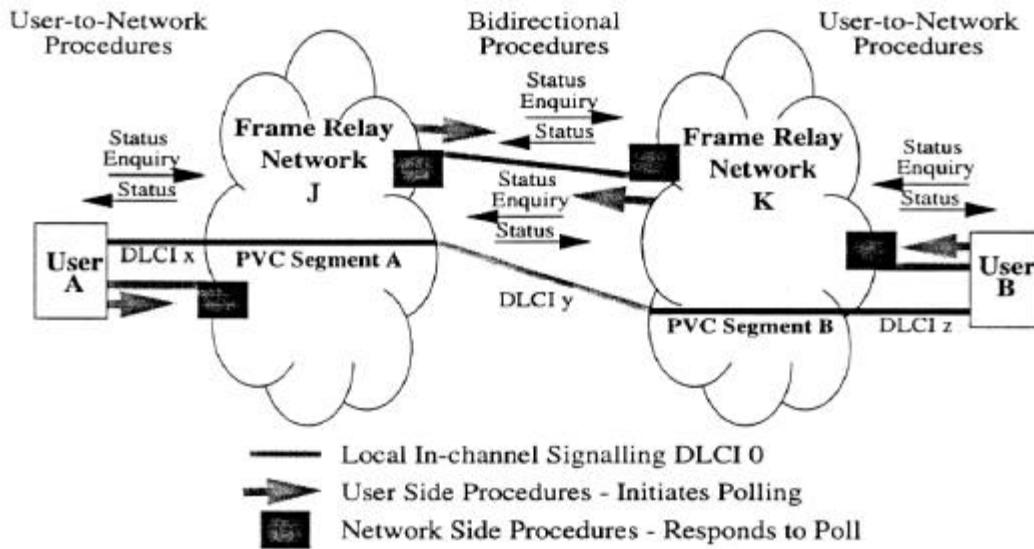 User-to-Network
Procedures
Bidirectional
Procedures
User-to-Network
Procedures
Status
Enquiry
Status
Frame Relay
Network
J
Status
Enquiry
Status
Frame Relay
Network
K
Status
Enquiry
Status
Status
Enquiry
Status
User
A
DLCI x
PVC Segment A
DLCI y
PVC Segment B
DLCI z
User
B
Local In-channel Signalling DLCI 0
User Side Procedures - Initiates Polling
Network Side Procedures - Responds to Poll